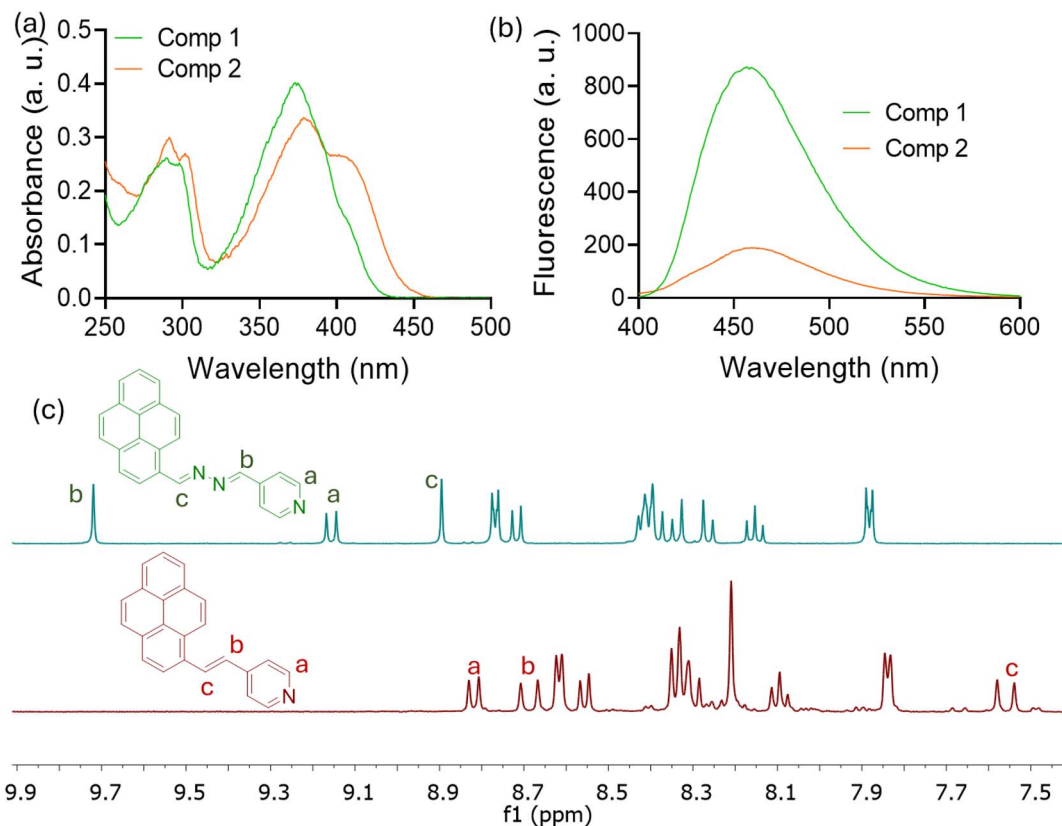 (a)
Absorbance (a. u.)
0.5
0.4
0.3
0.2
0.1
0.0
250 300 350 400 450 500
Wavelength (nm)
Comp 1
Comp 2
(b)
Fluorescence (a. u.)
1000
800
600
400
200
0
400 450 500 550 600
Wavelength (nm)
Comp 1
Comp 2
(c)
b
a
N
N
c
N
b a c
b
a
c
N
a b c
9.9 9.7 9.5 9.3 9.1 8.9 8.7 8.5 8.3 8.1 7.9 7.7 7.5
f1 (ppm)